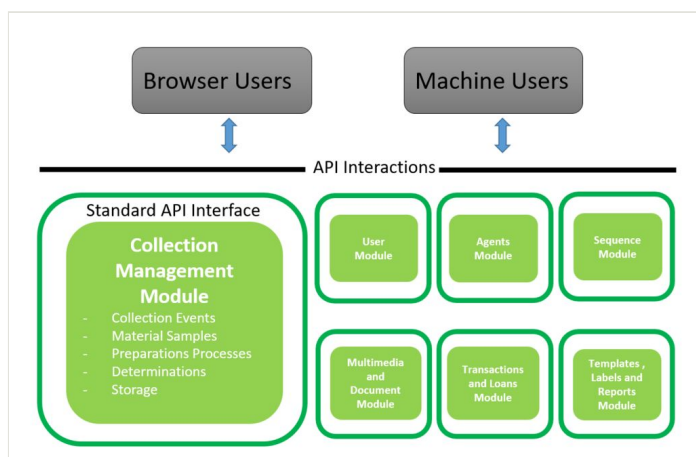 Browser Users
Machine Users
API Interactions
Standard API Interface
Collection
Management
Module
- Collection Events
- Material Samples
- Preparations Processes
- Determinations
- Storage
User
Module
Agents
Module
Sequence
Module
Multimedia
and
Document
Module
Transactions
and Loans
Module
Templates ,
Labels and
Reports
Module